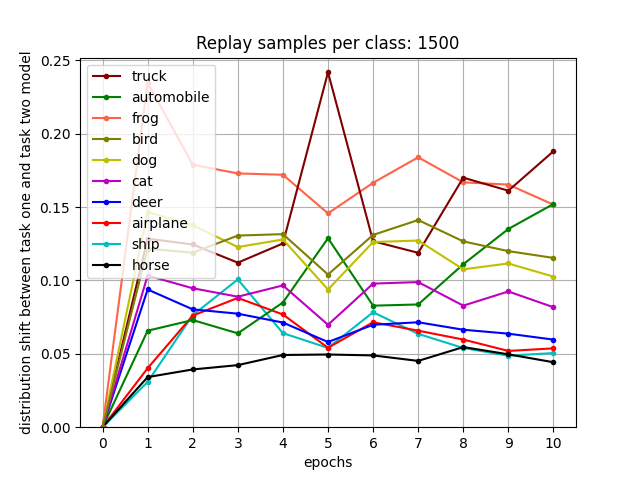 Replay samples per class: 1500
distribution shift between task one and task two model
0.25
0.20
0.15
0.10
0.05
0.00
truck
automobile
frog
bird
dog
cat
deer
airplane
ship
horse
0 1 2 3 4 5 6 7 8 9 10
epochs